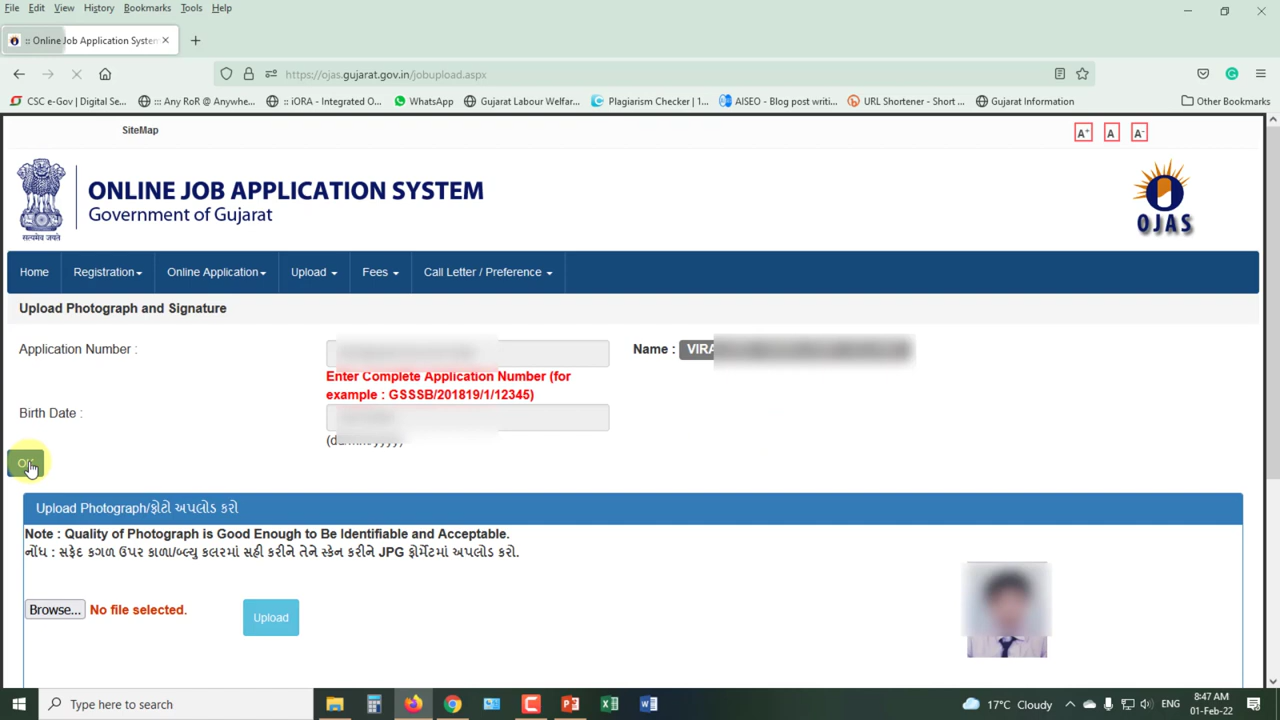 File Edit View History Bookmarks Tools Help
:: Online Job Application System
https://ojas.gujarat.gov.in/jobupload.aspx
CSC e-Gov | Digital Se... ::: Any RoR @ Anywhe... :: iORA - Integrated O... WhatsApp Gujarat Labour Welfar... Plagiarism Checker | 1... AISEO - Blog post writi... URL Shortener - Short ... Gujarat Information Other Bookmarks
SiteMap A+ A A-
ONLINE JOB APPLICATION SYSTEM
Government of Gujarat
सत्यमेव जयते
OJAS
Home Registration Online Application Upload Fees Call Letter / Preference
Upload Photograph and Signature
Application Number : Name : VIRA
Enter Complete Application Number (for
example : GSSSB/201819/1/12345)
Birth Date :
OK
Upload Photograph/ફોટો અપલોડ કરો
Note : Quality of Photograph is Good Enough to Be Identifiable and Acceptable.
નોંધ : સફેદ કગળ ઉપર કાળા/બ્લ્યુ કલરમાં સહી કરીને તેને સ્કેન કરીને JPG ફોર્મેટમાં અપલોડ કરો.
Browse... No file selected. Upload
Type here to search
17°C Cloudy ENG 8:47 AM
01-Feb-22